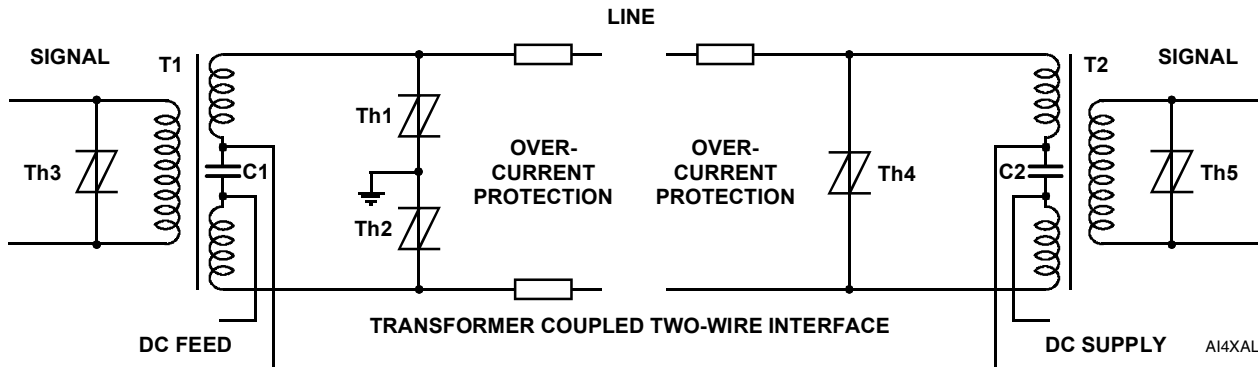 LINE
SIGNAL
T1
T2
SIGNAL
Th1
Th3
C1
OVER-
CURRENT
PROTECTION
OVER-
CURRENT
PROTECTION
Th4
C2
Th5
Th2
TRANSFORMER COUPLED TWO-WIRE INTERFACE
DC FEED
DC SUPPLY
AI4XAL